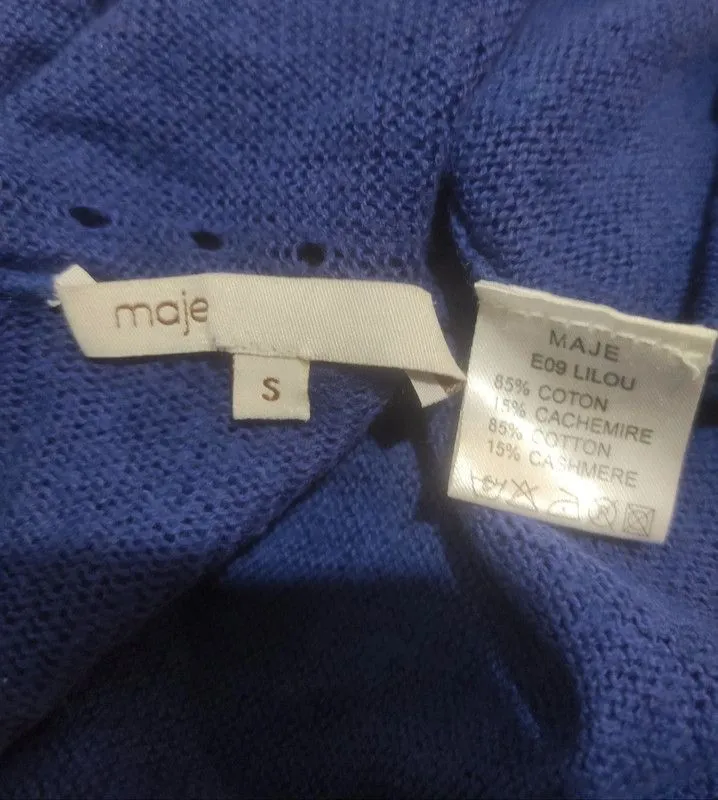 maje
S
MAJE
E09 LILOU
85% COTON
15% CACHEMIRE
85% COTTON
15% CASHMERE